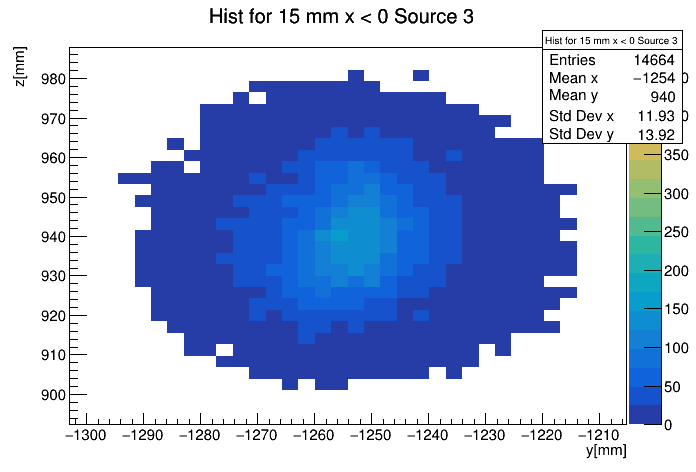 Hist for 15 mm x < 0 Source 3
z[mm]
Hist for 15 mm x < 0 Source 3
Entries 14664
Mean x −1254
Mean y 940
Std Dev x 11.93
Std Dev y 13.92
980
970
960
950
940
930
920
910
900
350
300
250
200
150
100
50
0
−1300 −1290 −1280 −1270 −1260 −1250 −1240 −1230 −1220 −1210
y[mm]